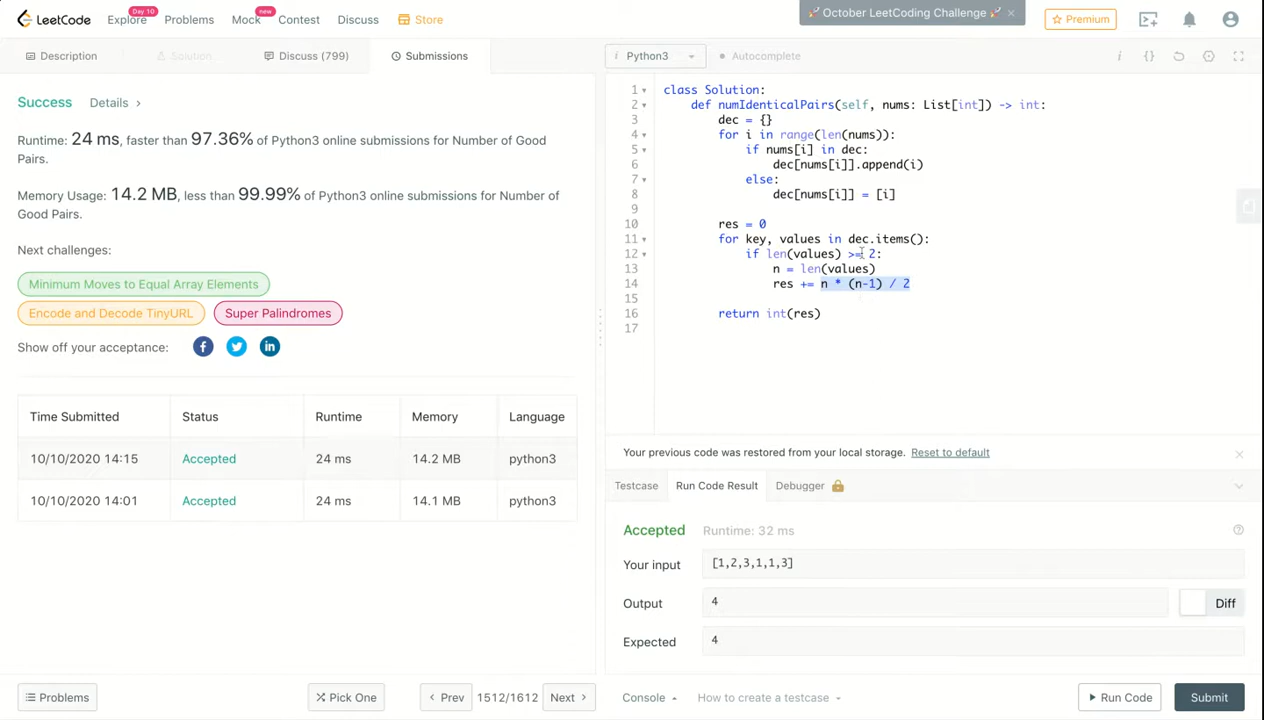 LeetCode
Explore
Day 10
Problems
Mock
new
Contest
Discuss
Store
🚀 October LeetCoding Challenge 🚀 ×
Premium
Description
Solution
Discuss (799)
Submissions
i Python3
Autocomplete
Success Details >
Runtime: 24 ms, faster than 97.36% of Python3 online submissions for Number of Good
Pairs.
Memory Usage: 14.2 MB, less than 99.99% of Python3 online submissions for Number of
Good Pairs.
Next challenges:
Minimum Moves to Equal Array Elements
Encode and Decode TinyURL
Super Palindromes
Show off your acceptance:
Time Submitted Status Runtime Memory Language
10/10/2020 14:15 Accepted 24 ms 14.2 MB python3
10/10/2020 14:01 Accepted 24 ms 14.1 MB python3
1 class Solution:
2 def numIdenticalPairs(self, nums: List[int]) -> int:
3 dec = {}
4 for i in range(len(nums)):
5 if nums[i] in dec:
6 dec[nums[i]].append(i)
7 else:
8 dec[nums[i]] = [i]
9
10 res = 0
11 for key, values in dec.items():
12 if len(values) >= 2:
13 n = len(values)
14 res += n * (n-1) / 2
15
16 return int(res)
17
Your previous code was restored from your local storage. Reset to default
Testcase
Run Code Result
Debugger
Accepted Runtime: 32 ms
Your input [1,2,3,1,1,3]
Output 4 Diff
Expected 4
Problems
Pick One
< Prev
1512/1612
Next >
Console
How to create a testcase
Run Code
Submit